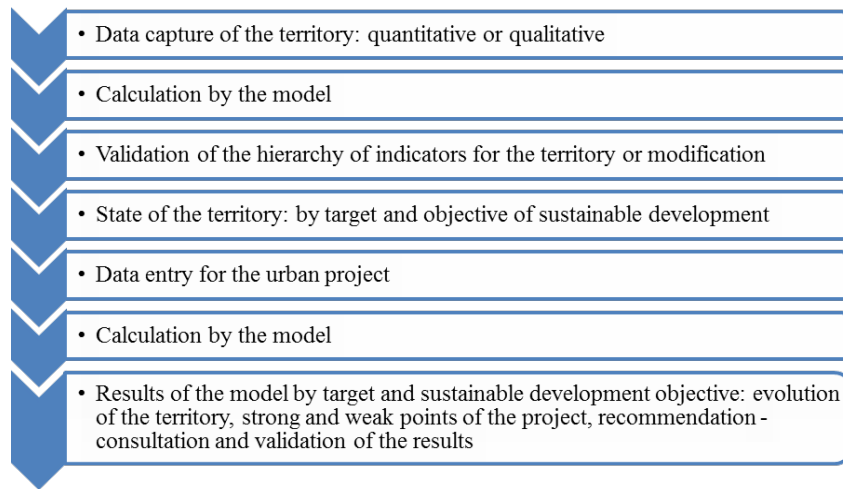 • Data capture of the territory: quantitative or qualitative
• Calculation by the model
• Validation of the hierarchy of indicators for the territory or modification
• State of the territory: by target and objective of sustainable development
• Data entry for the urban project
• Calculation by the model
• Results of the model by target and sustainable development objective: evolution
of the territory, strong and weak points of the project, recommendation -
consultation and validation of the results